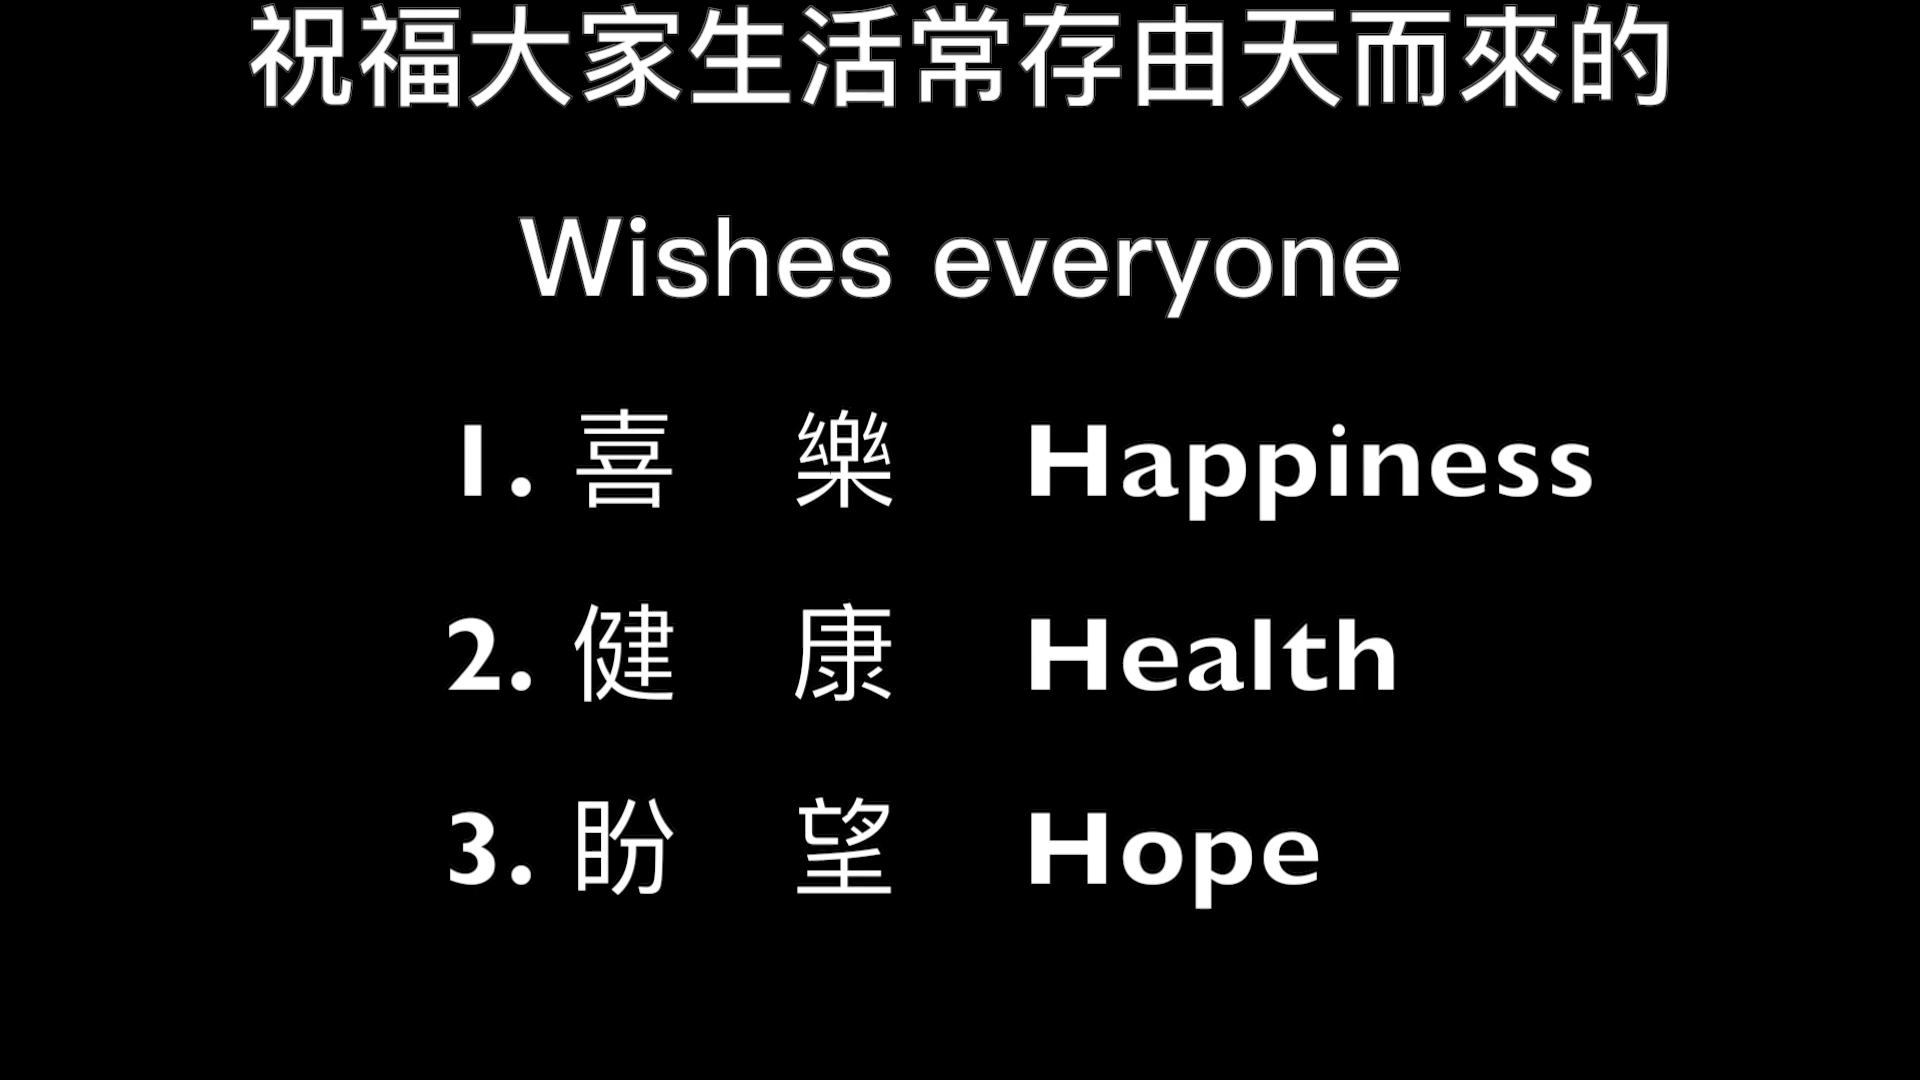 祝福大家生活常存由天而來的
Wishes everyone
1. 喜 樂 Happiness
2. 健 康 Health
3. 盼 望 Hope